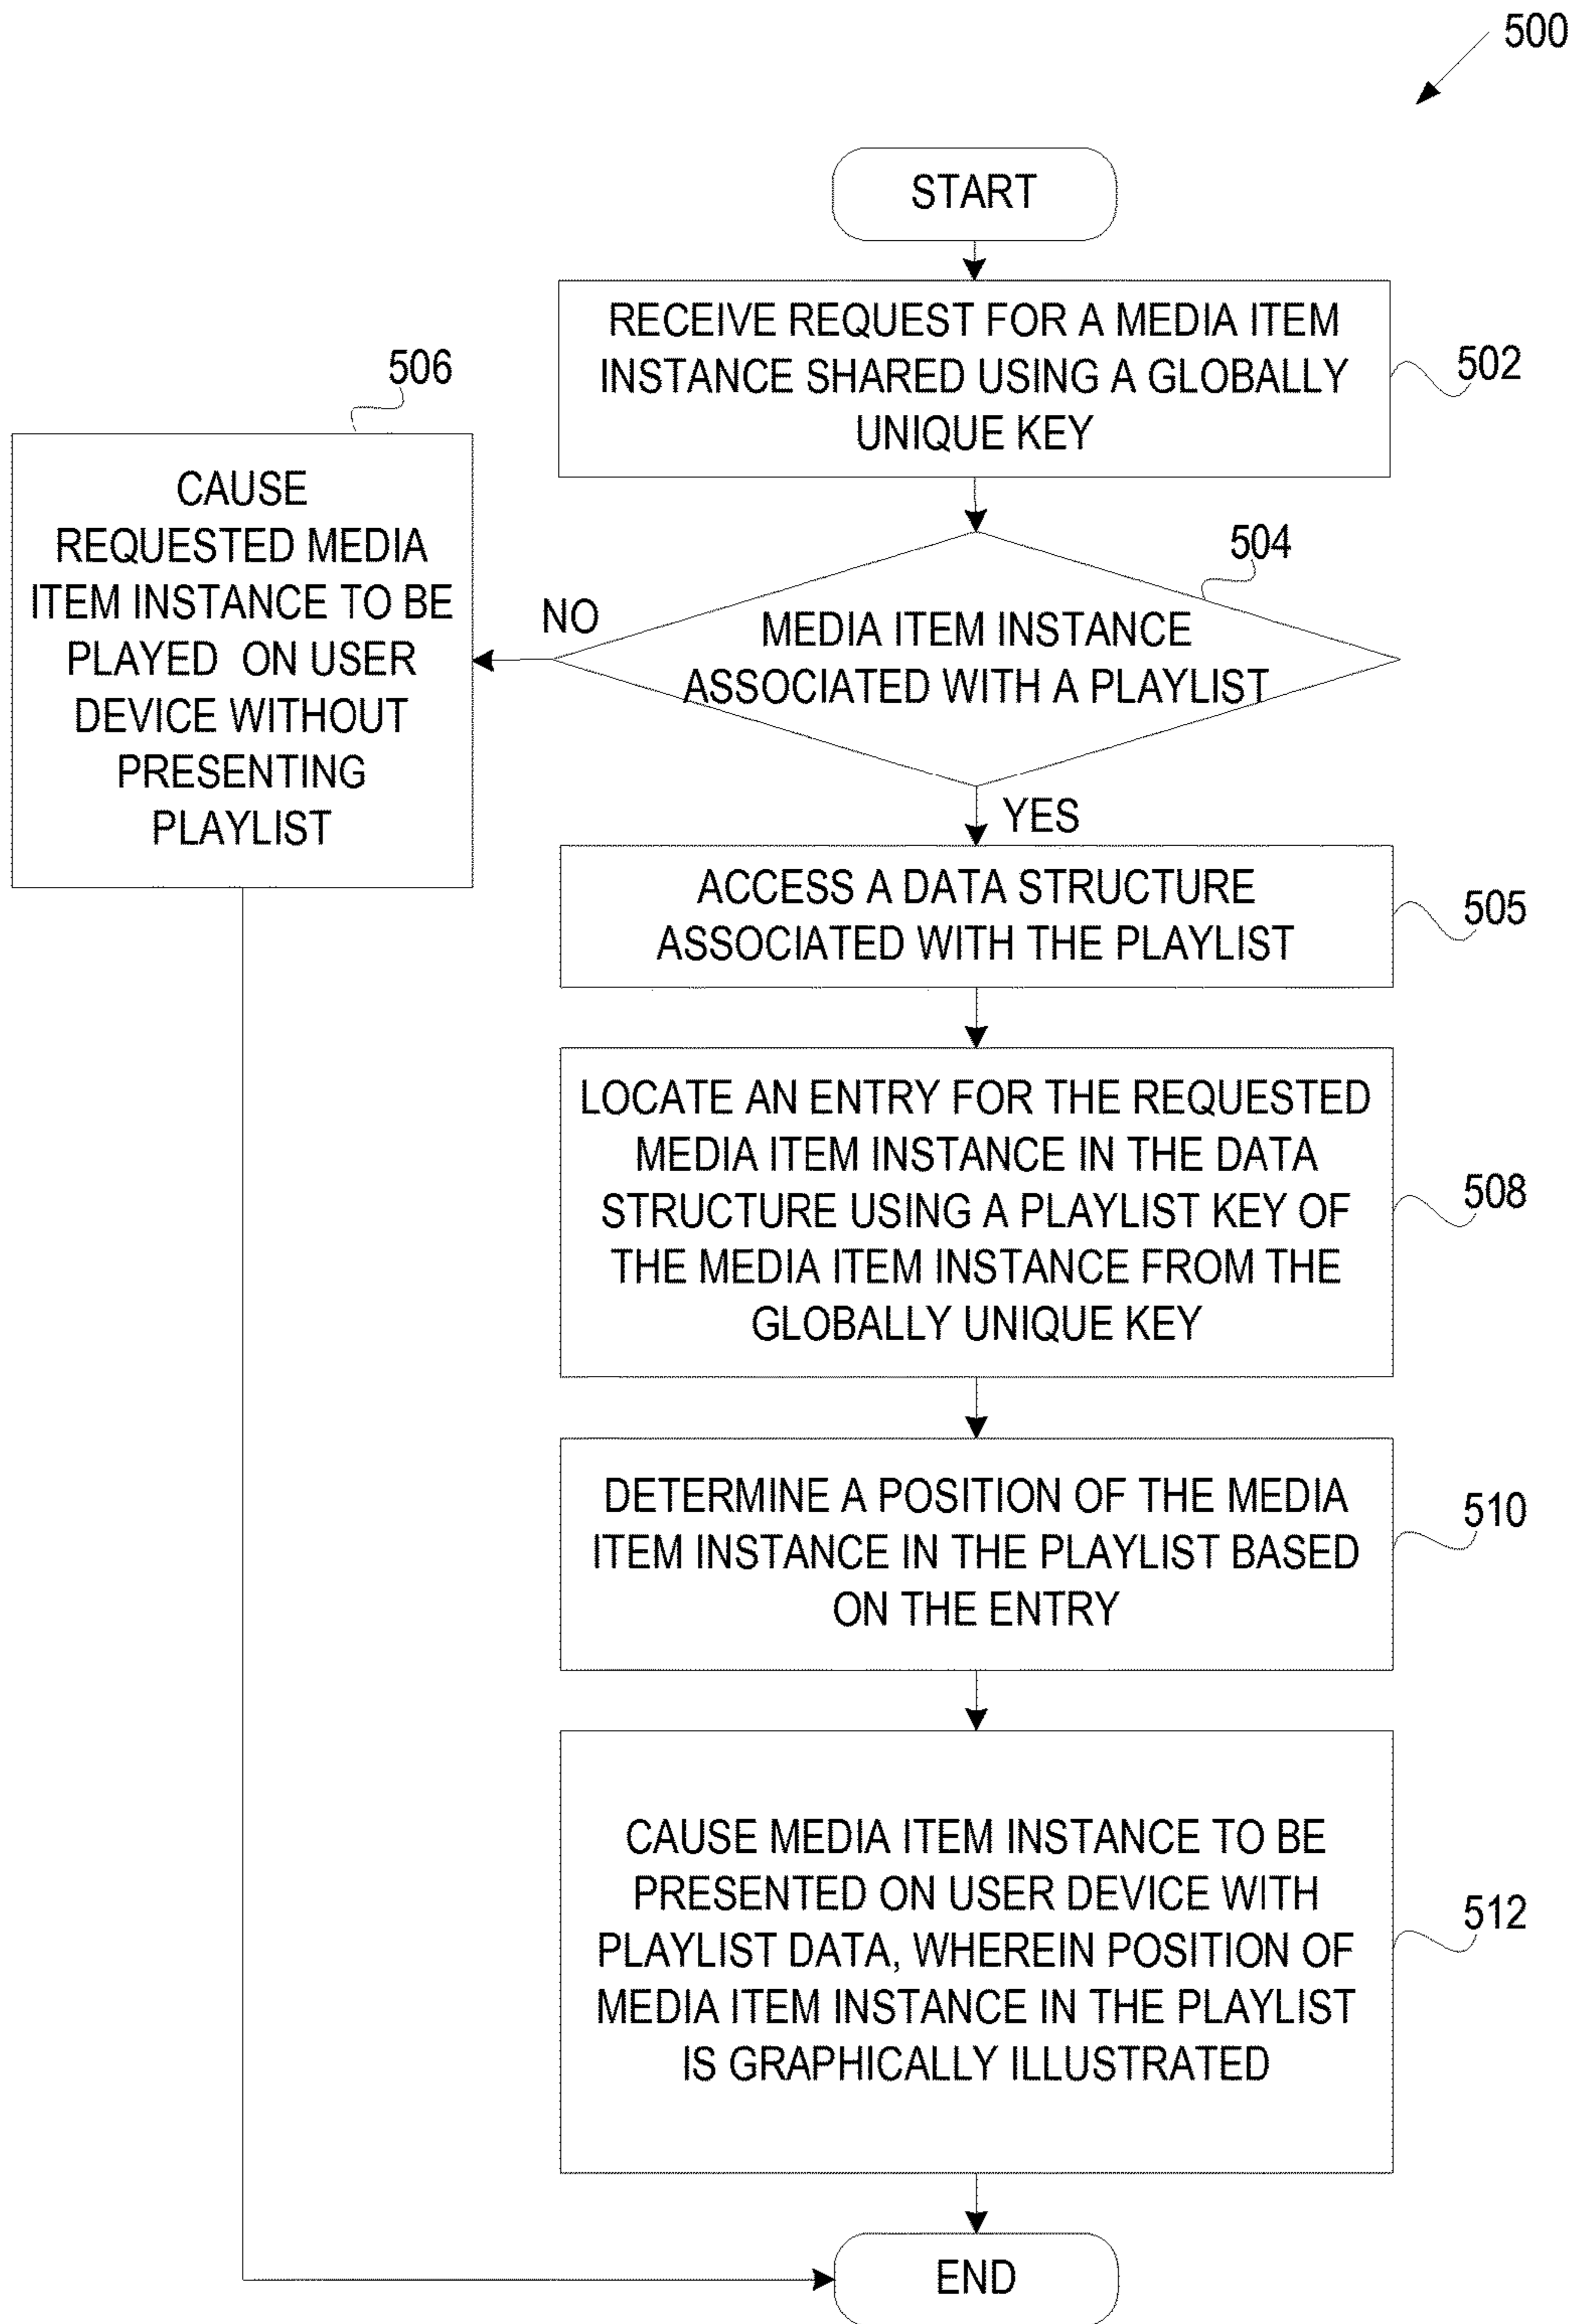 500
START
RECEIVE REQUEST FOR A MEDIA ITEM
INSTANCE SHARED USING A GLOBALLY
UNIQUE KEY
502
504
MEDIA ITEM INSTANCE
ASSOCIATED WITH A PLAYLIST
NO
506
CAUSE
REQUESTED MEDIA
ITEM INSTANCE TO BE
PLAYED ON USER
DEVICE WITHOUT
PRESENTING
PLAYLIST
YES
ACCESS A DATA STRUCTURE
ASSOCIATED WITH THE PLAYLIST
505
LOCATE AN ENTRY FOR THE REQUESTED
MEDIA ITEM INSTANCE IN THE DATA
STRUCTURE USING A PLAYLIST KEY OF
THE MEDIA ITEM INSTANCE FROM THE
GLOBALLY UNIQUE KEY
508
DETERMINE A POSITION OF THE MEDIA
ITEM INSTANCE IN THE PLAYLIST BASED
ON THE ENTRY
510
CAUSE MEDIA ITEM INSTANCE TO BE
PRESENTED ON USER DEVICE WITH
PLAYLIST DATA, WHEREIN POSITION OF
MEDIA ITEM INSTANCE IN THE PLAYLIST
IS GRAPHICALLY ILLUSTRATED
512
END